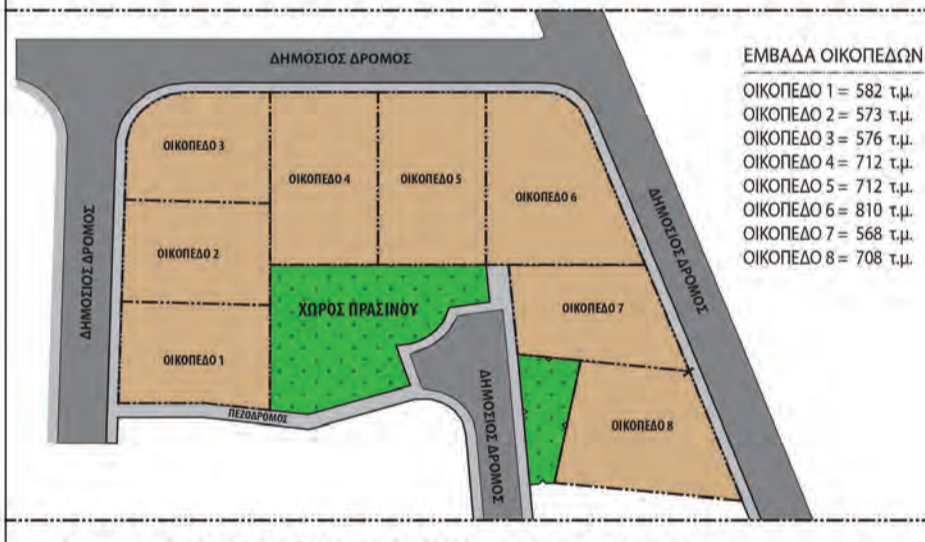 ΔΗΜΟΣΙΟΣ ΔΡΟΜΟΣ
ΕΜΒΑΔΑ ΟΙΚΟΠΕΔΩΝ
ΟΙΚΟΠΕΔΟ 1 = 582 τ.μ.
ΟΙΚΟΠΕΔΟ 2 = 573 τ.μ.
ΟΙΚΟΠΕΔΟ 3 = 576 τ.μ.
ΟΙΚΟΠΕΔΟ 4 = 712 τ.μ.
ΟΙΚΟΠΕΔΟ 5 = 712 τ.μ.
ΟΙΚΟΠΕΔΟ 6 = 810 τ.μ.
ΟΙΚΟΠΕΔΟ 7 = 568 τ.μ.
ΟΙΚΟΠΕΔΟ 8 = 708 τ.μ.
ΟΙΚΟΠΕΔΟ 3
ΟΙΚΟΠΕΔΟ 4
ΟΙΚΟΠΕΔΟ 5
ΟΙΚΟΠΕΔΟ 6
ΔΗΜΟΣΙΟΣ ΔΡΟΜΟΣ
ΔΗΜΟΣΙΟΣ ΔΡΟΜΟΣ
ΟΙΚΟΠΕΔΟ 2
ΧΩΡΟΣ ΠΡΑΣΙΝΟΥ
ΟΙΚΟΠΕΔΟ 7
ΟΙΚΟΠΕΔΟ 1
ΠΕΖΟΔΡΟΜΟΣ
ΔΗΜΟΣΙΟΣ ΔΡΟΜΟΣ
ΟΙΚΟΠΕΔΟ 8